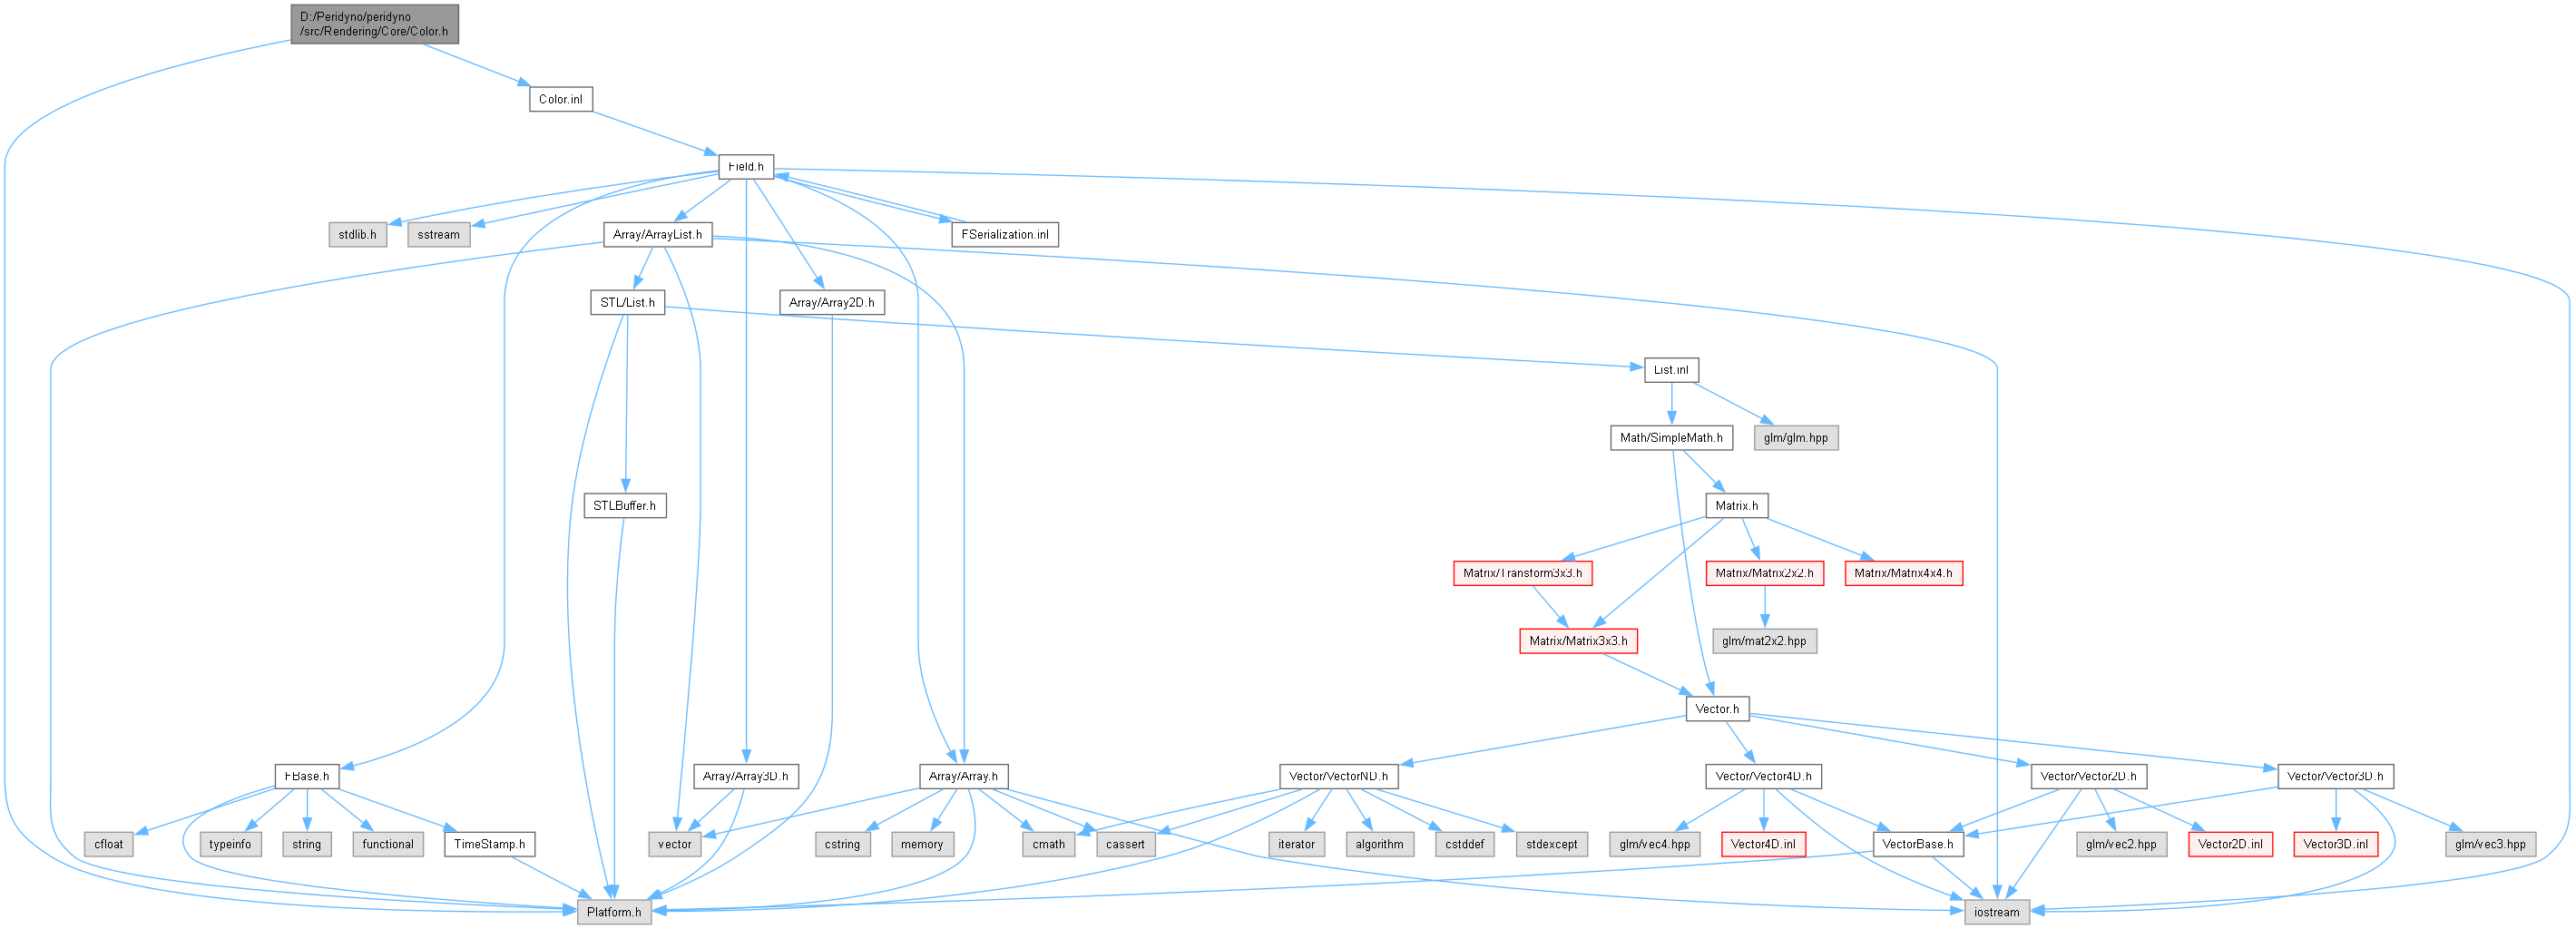 D:/Peridyno/peridyno
/src/Rendering/Core/Color.h
Color.inl
Field.h
stdlib.h
sstream
Array/ArrayList.h
FSerialization.inl
STL/List.h
Array/Array2D.h
List.inl
Math/SimpleMath.h
glm/glm.hpp
STLBuffer.h
Matrix.h
Matrix/Transform3x3.h
Matrix/Matrix2x2.h
Matrix/Matrix4x4.h
Matrix/Matrix3x3.h
glm/mat2x2.hpp
Vector.h
FBase.h
Array/Array3D.h
Array/Array.h
Vector/VectorND.h
Vector/Vector4D.h
Vector/Vector2D.h
Vector/Vector3D.h
cfloat
typeinfo
string
functional
TimeStamp.h
vector
cstring
memory
cmath
cassert
iterator
algorithm
cstddef
stdexcept
glm/vec4.hpp
Vector4D.inl
VectorBase.h
glm/vec2.hpp
Vector2D.inl
Vector3D.inl
glm/vec3.hpp
Platform.h
iostream